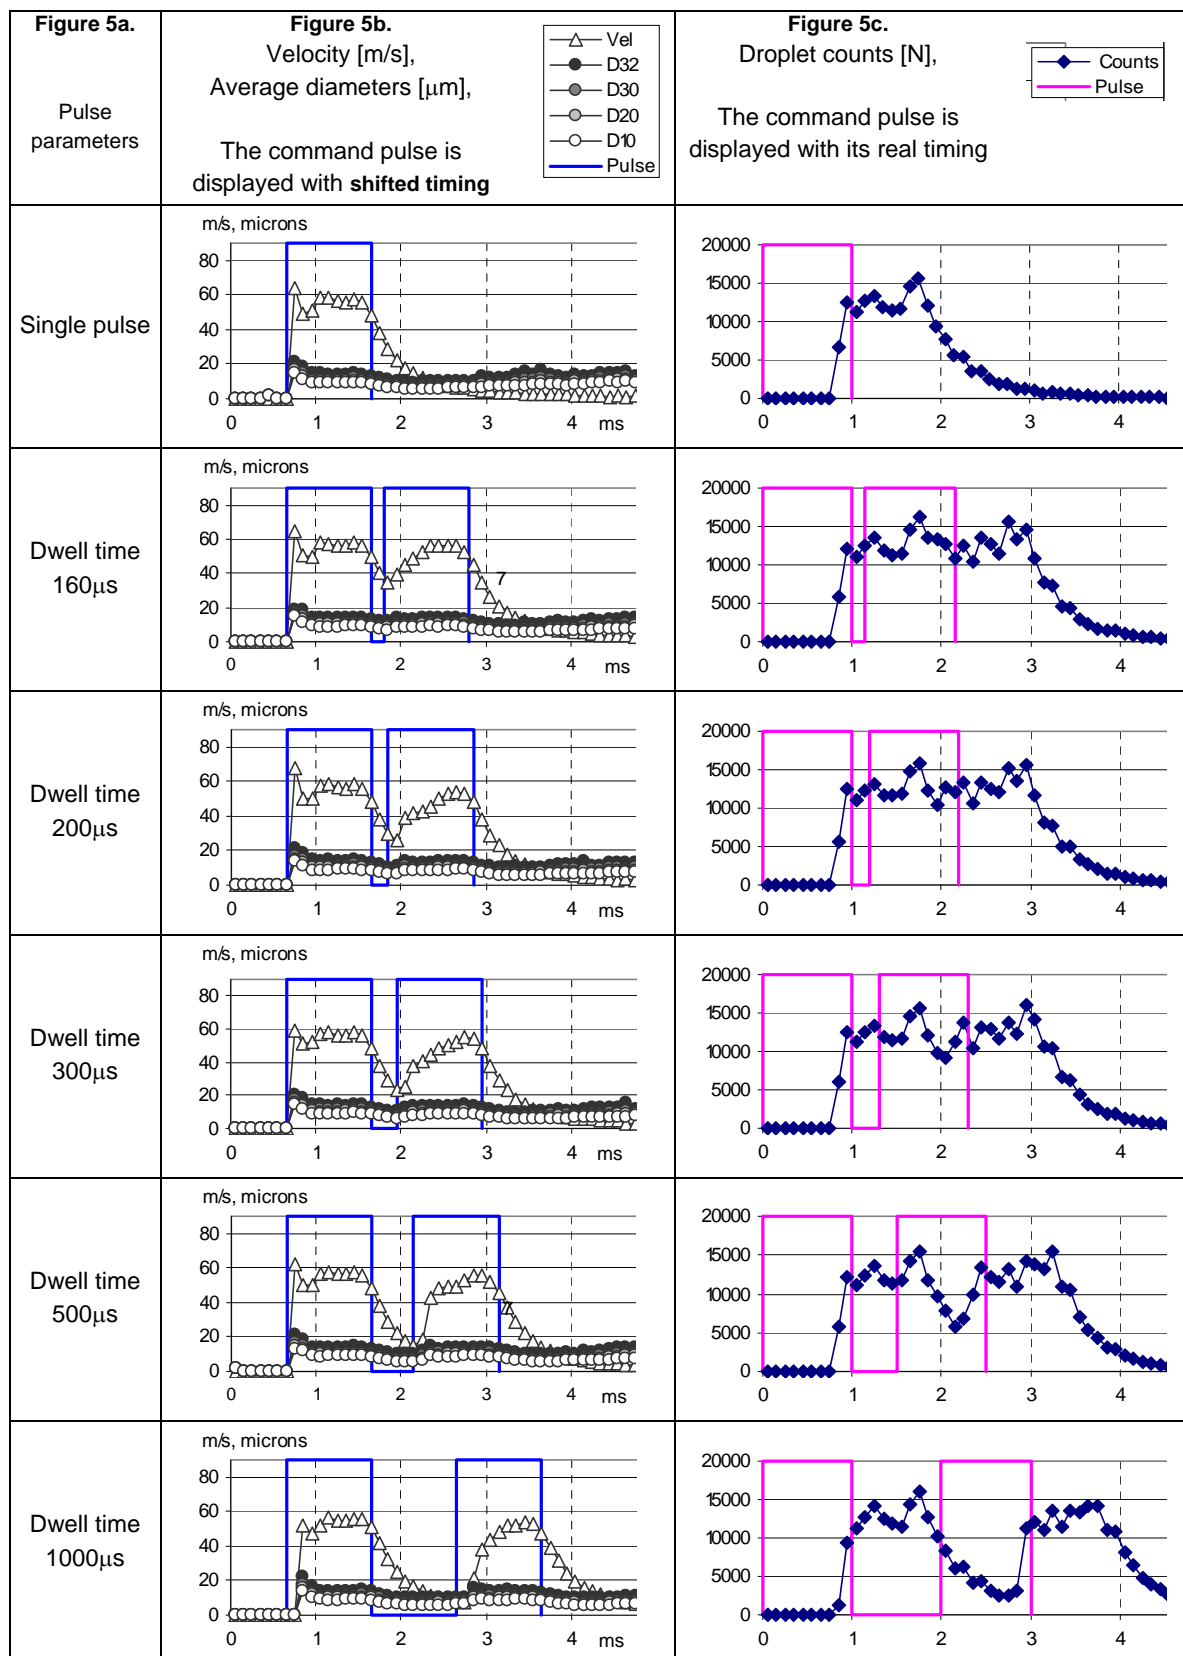 Figure 5a.
Pulse
parameters
Figure 5b.
Velocity [m/s],
Average diameters [μm],
The command pulse is
displayed with shifted timing
Vel
D32
D30
D20
D10
Pulse
Figure 5c.
Droplet counts [N],
The command pulse is
displayed with its real timing
Counts
Pulse
Single pulse
m/s, microns
80
60
40
20
0
0 1 2 3 4 ms
20000
15000
10000
5000
0
0 1 2 3 4
Dwell time
160μs
m/s, microns
80
60
40
20
0
7
0 1 2 3 4 ms
20000
15000
10000
5000
0
0 1 2 3 4
Dwell time
200μs
m/s, microns
80
60
40
20
0
0 1 2 3 4 ms
20000
15000
10000
5000
0
0 1 2 3 4
Dwell time
300μs
m/s, microns
80
60
40
20
0
0 1 2 3 4 ms
20000
15000
10000
5000
0
0 1 2 3 4
Dwell time
500μs
m/s, microns
80
60
40
20
0
0 1 2 3 4 ms
20000
15000
10000
5000
0
0 1 2 3 4
Dwell time
1000μs
m/s, microns
80
60
40
20
0
0 1 2 3 4 ms
20000
15000
10000
5000
0
0 1 2 3 4